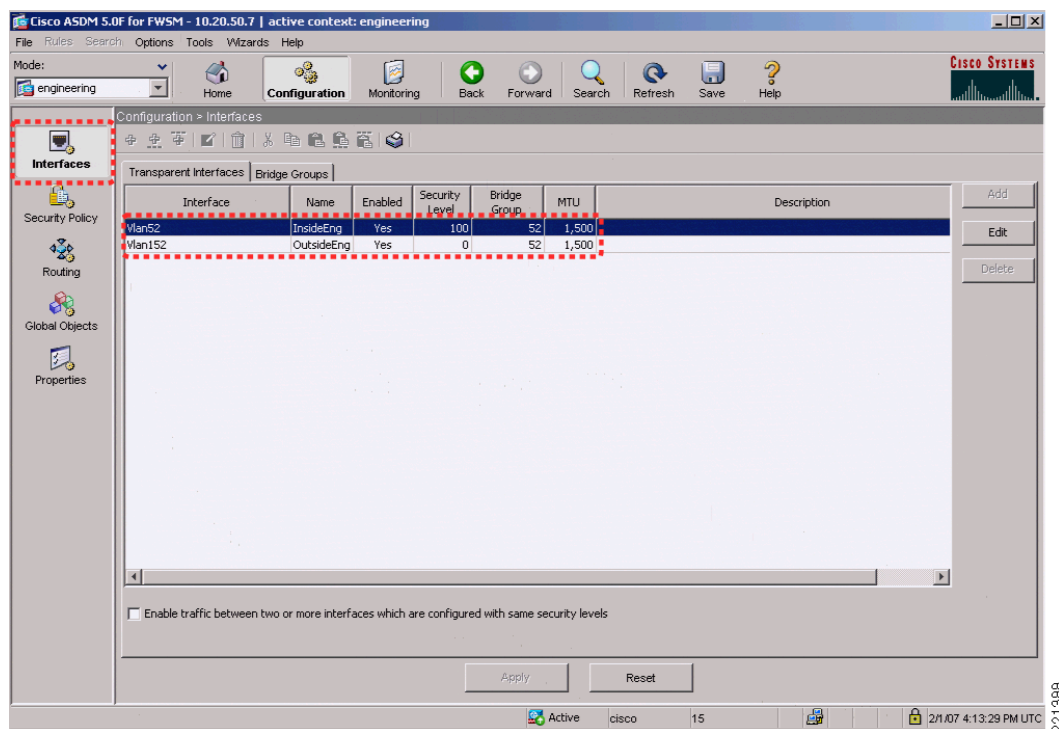 Cisco ASDM 5.0F for FWSM - 10.20.50.7 | active context: engineering
File Rules Search Options Tools Wizards Help
Mode:
engineering
Home Configuration Monitoring Back Forward Search Refresh Save Help
CISCO SYSTEMS
Configuration > Interfaces
Interfaces
Security Policy
Routing
Global Objects
Properties
Transparent Interfaces Bridge Groups
Interface Name Enabled Security Level Bridge Group MTU Description
Vlan52 InsideEng Yes 100 52 1,500
Vlan152 OutsideEng Yes 0 52 1,500
Add
Edit
Delete
Enable traffic between two or more interfaces which are configured with same security levels
Apply Reset
Active cisco 15 2/1/07 4:13:29 PM UTC
221399